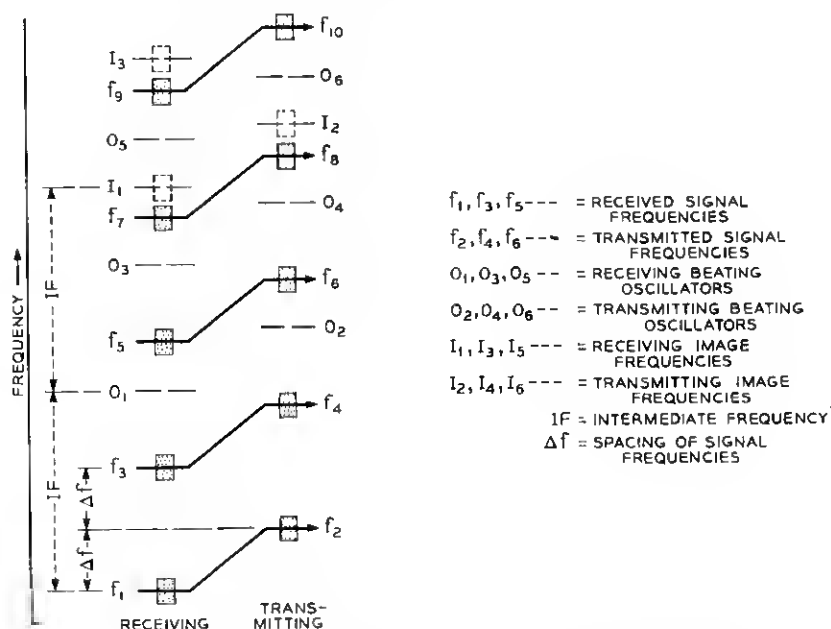 f10
I3
O6
f9
I2
O5
f8
I1
f7
O4
O3
f6
f5
O2
O1
f4
f3
f2
f1
FREQUENCY
IF
IF
Δf
Δf
RECEIVING
TRANS-
MITTING
f1, f3, f5--- = RECEIVED SIGNAL
FREQUENCIES
f2, f4, f6--- = TRANSMITTED SIGNAL
FREQUENCIES
O1, O3, O5-- = RECEIVING BEATING
OSCILLATORS
O2, O4, O6-- = TRANSMITTING BEATING
OSCILLATORS
I1, I3, I5--- = RECEIVING IMAGE
FREQUENCIES
I2, I4, I6--- = TRANSMITTING IMAGE
FREQUENCIES
IF = INTERMEDIATE FREQUENCY
Δf = SPACING OF SIGNAL
FREQUENCIES